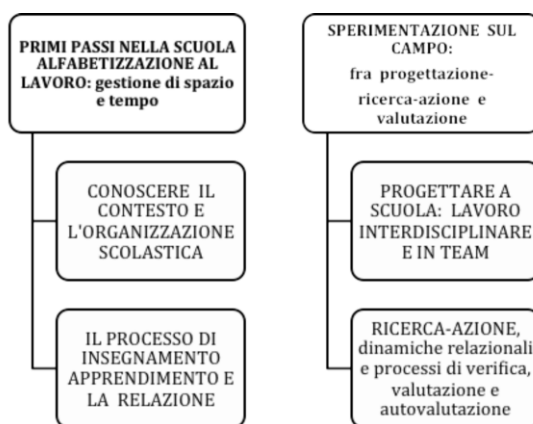 PRIMI PASSI NELLA SCUOLA
ALFABETIZZAZIONE AL
LAVORO: gestione di spazio
e tempo
CONOSCERE IL
CONTESTO E
L'ORGANIZZAZIONE
SCOLASTICA
IL PROCESSO DI
INSEGNAMENTO
APPRENDIMENTO E
LA RELAZIONE
SPERIMENTAZIONE SUL
CAMPO:
fra progettazione-
ricerca-azione e
valutazione
PROGETTARE A
SCUOLA: LAVORO
INTERDISCIPLINARE
E IN TEAM
RICERCA-AZIONE,
dinamiche relazionali
e processi di verifica,
valutazione e
autovalutazione